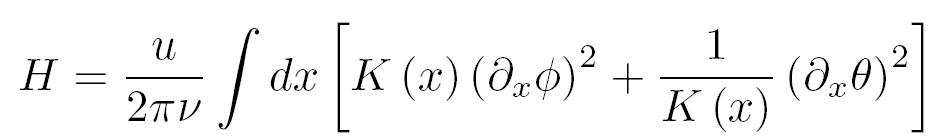 H = \frac{u}{2\pi\nu} \int dx \left[ K(x) (\partial_x \phi)^2 + \frac{1}{K(x)} (\partial_x \theta)^2 \right]